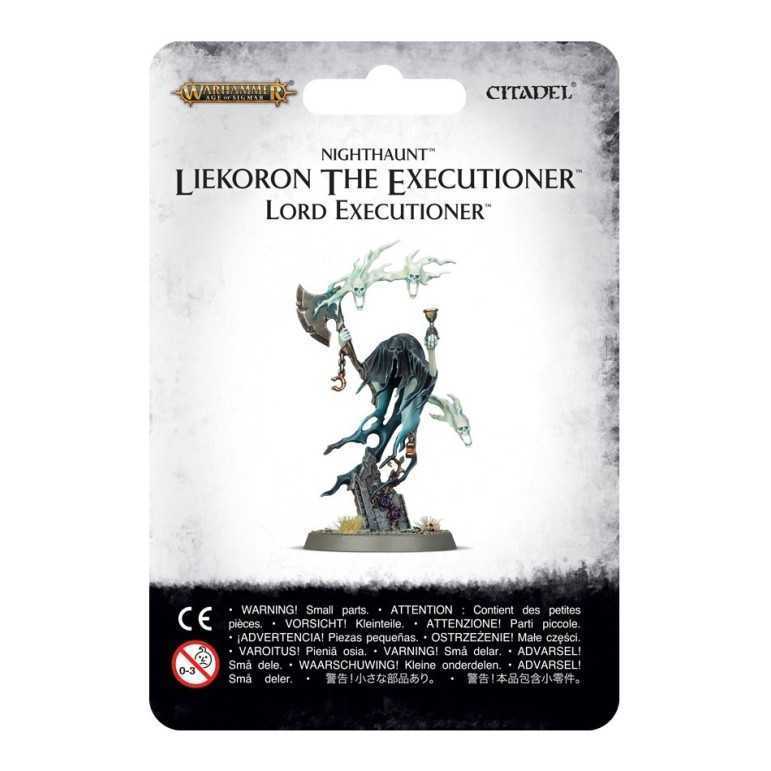 WARHAMMER
AGE OF SIGMAR
CITADEL®
NIGHTHAUNT™
LIEKORON THE EXECUTIONER™
LORD EXECUTIONER™
CE
0-3
• WARNING! Small parts. • ATTENTION : Contient des petites
pièces. • VORSICHT! Kleinteile. • ATTENZIONE! Parti piccole.
• ¡ADVERTENCIA! Piezas pequeñas. • OSTRZEŻENIE! Małe części.
• VAROITUS! Pieniä osia. • VARNING! Små delar. • ADVARSEL!
Små dele. • WAARSCHUWING! Kleine onderdelen. • ADVARSEL!
Små deler. • 警告!小さな部品あり。 • 警告!本品包含小零件。